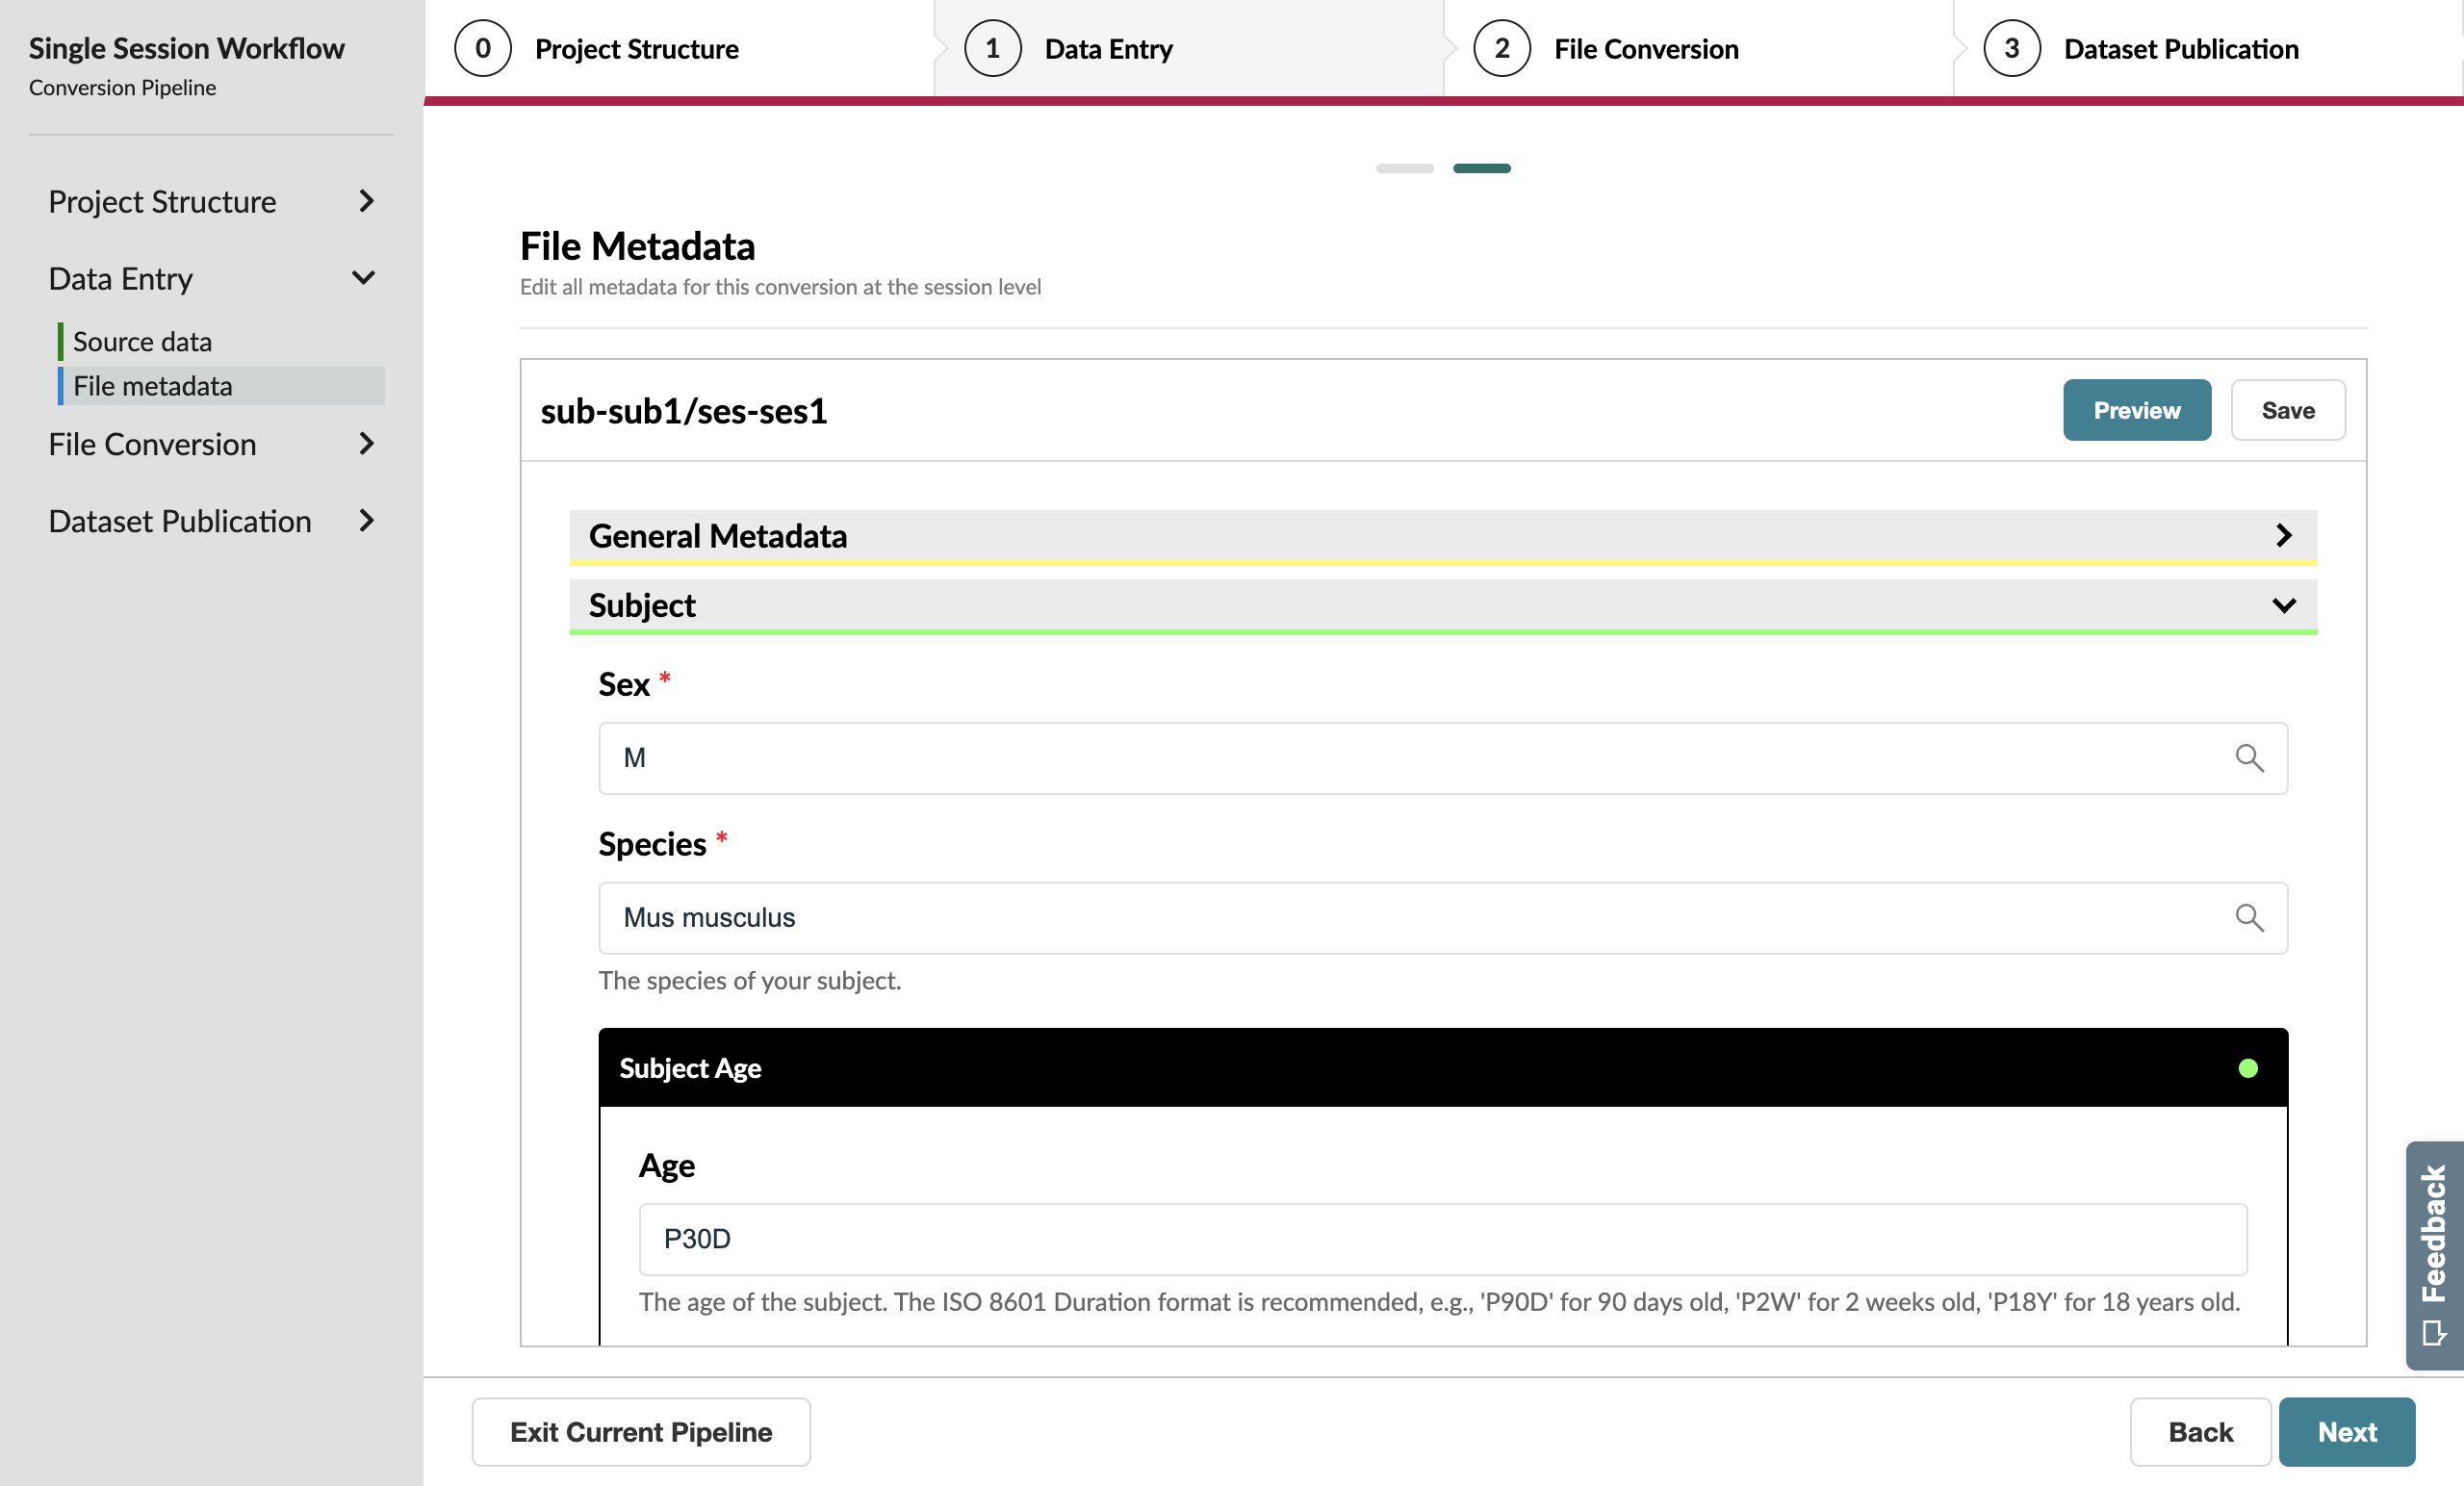 Single Session Workflow
Conversion Pipeline
Project Structure
Data Entry
Source data
File metadata
File Conversion
Dataset Publication
0 Project Structure
1 Data Entry
2 File Conversion
3 Dataset Publication
File Metadata
Edit all metadata for this conversion at the session level
sub-sub1/ses-ses1
Preview
Save
General Metadata
Subject
Sex *
M
Species *
Mus musculus
The species of your subject.
Subject Age
Age
P30D
The age of the subject. The ISO 8601 Duration format is recommended, e.g., 'P90D' for 90 days old, 'P2W' for 2 weeks old, 'P18Y' for 18 years old.
Feedback
Exit Current Pipeline
Back
Next